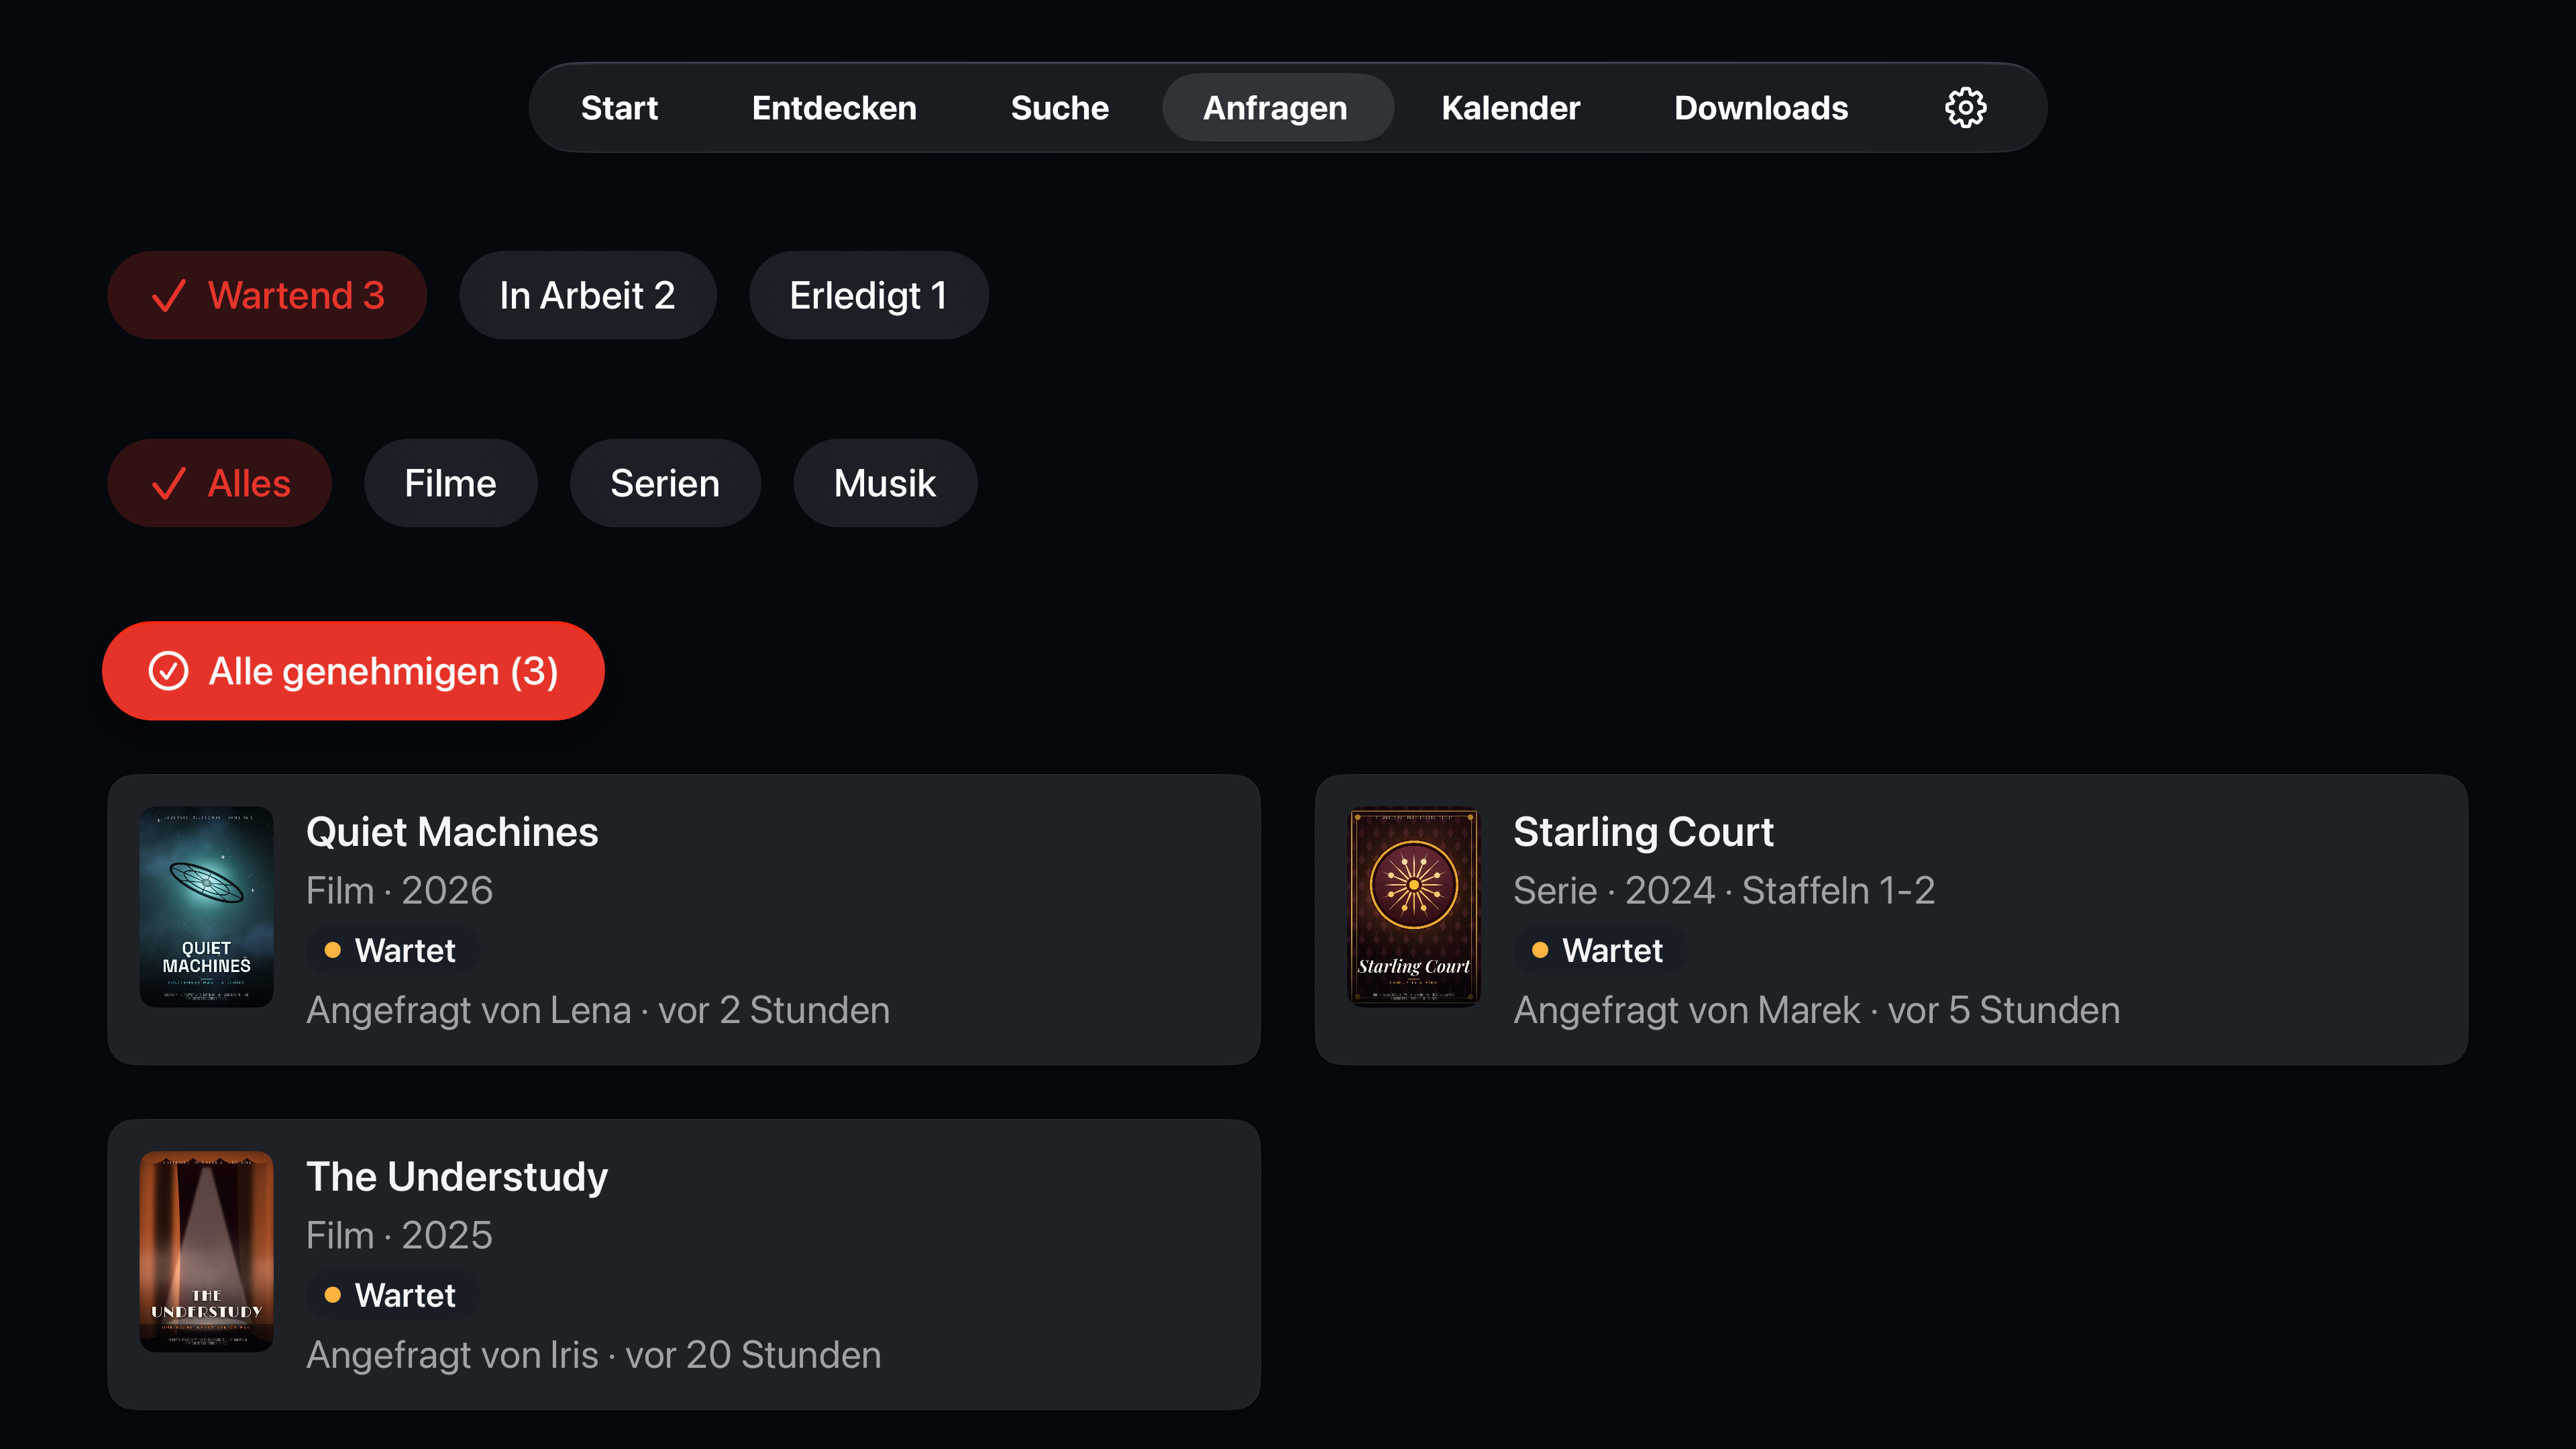 Start Entdecken Suche Anfragen Kalender Downloads
Wartend 3 In Arbeit 2 Erledigt 1
Alles Filme Serien Musik
Alle genehmigen (3)
QUIET
MACHINES
Quiet Machines
Film · 2026
Wartet
Angefragt von Lena · vor 2 Stunden
Starling Court
Starling Court
Serie · 2024 · Staffeln 1-2
Wartet
Angefragt von Marek · vor 5 Stunden
THE
UNDERSTUDY
The Understudy
Film · 2025
Wartet
Angefragt von Iris · vor 20 Stunden